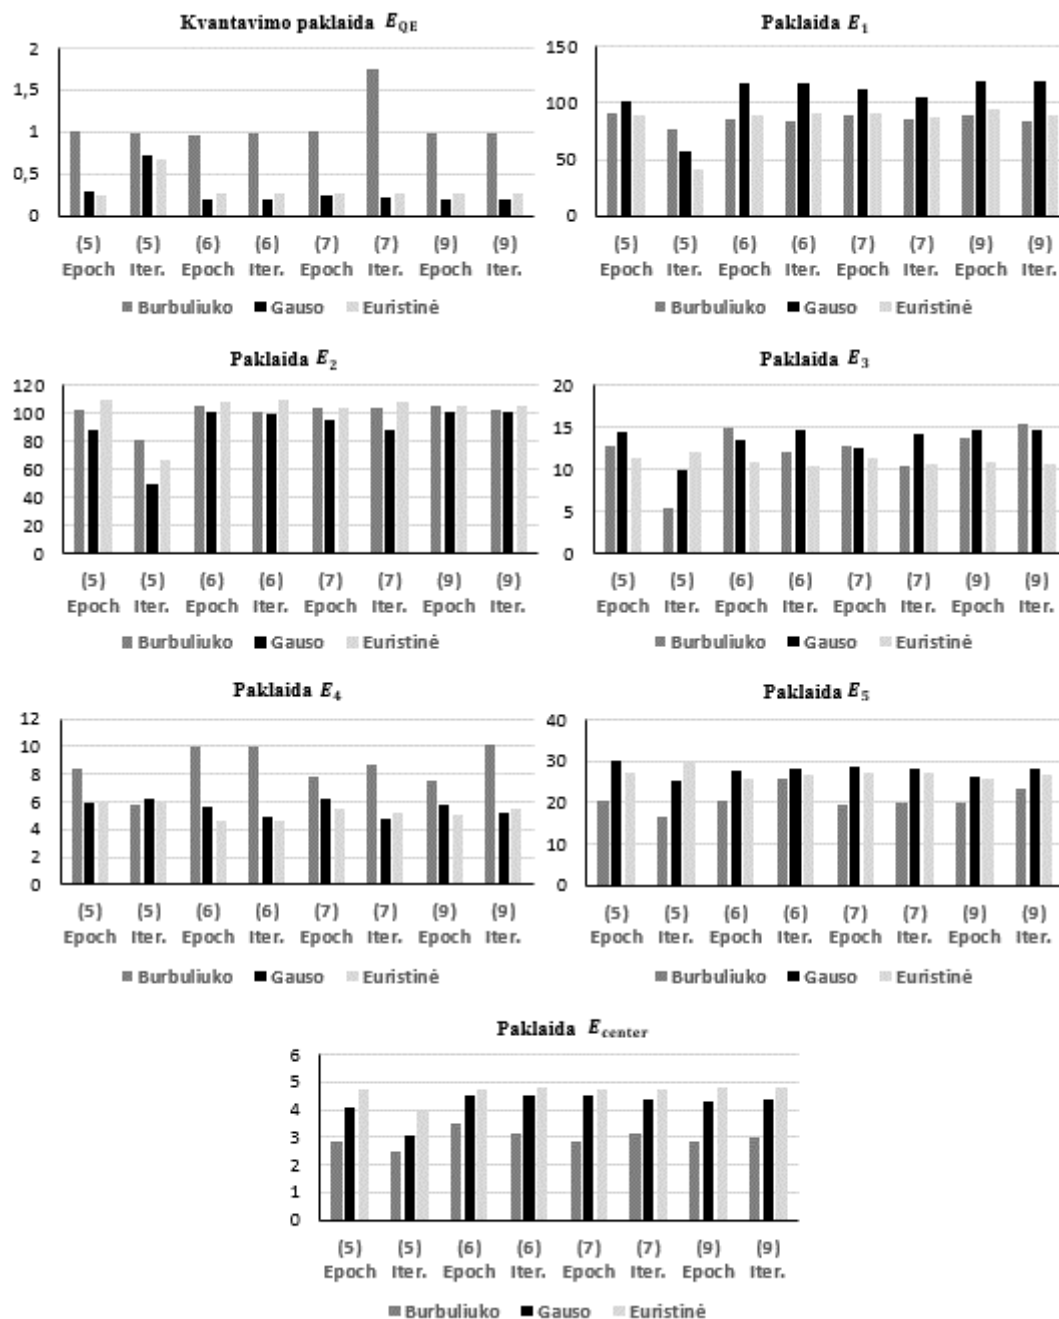 Kvantavimo paklaida E_QE
2
1,5
1
0,5
0
(5) (5) (6) (6) (7) (7) (9) (9)
Epoch Iter. Epoch Iter. Epoch Iter. Epoch Iter.
Burbuliuko Gauso Euristinė
Paklaida E_1
150
100
50
0
(5) (5) (6) (6) (7) (7) (9) (9)
Epoch Iter. Epoch Iter. Epoch Iter. Epoch Iter.
Burbuliuko Gauso Euristinė
Paklaida E_2
120
100
80
60
40
20
0
(5) (5) (6) (6) (7) (7) (9) (9)
Epoch Iter. Epoch Iter. Epoch Iter. Epoch Iter.
Burbuliuko Gauso Euristinė
Paklaida E_3
20
15
10
5
0
(5) (5) (6) (6) (7) (7) (9) (9)
Epoch Iter. Epoch Iter. Epoch Iter. Epoch Iter.
Burbuliuko Gauso Euristinė
Paklaida E_4
12
10
8
6
4
2
0
(5) (5) (6) (6) (7) (7) (9) (9)
Epoch Iter. Epoch Iter. Epoch Iter. Epoch Iter.
Burbuliuko Gauso Euristinė
Paklaida E_5
40
30
20
10
0
(5) (5) (6) (6) (7) (7) (9) (9)
Epoch Iter. Epoch Iter. Epoch Iter. Epoch Iter.
Burbuliuko Gauso Euristinė
Paklaida E_center
6
5
4
3
2
1
0
(5) (5) (6) (6) (7) (7) (9) (9)
Epoch Iter. Epoch Iter. Epoch Iter. Epoch Iter.
Burbuliuko Gauso Euristinė